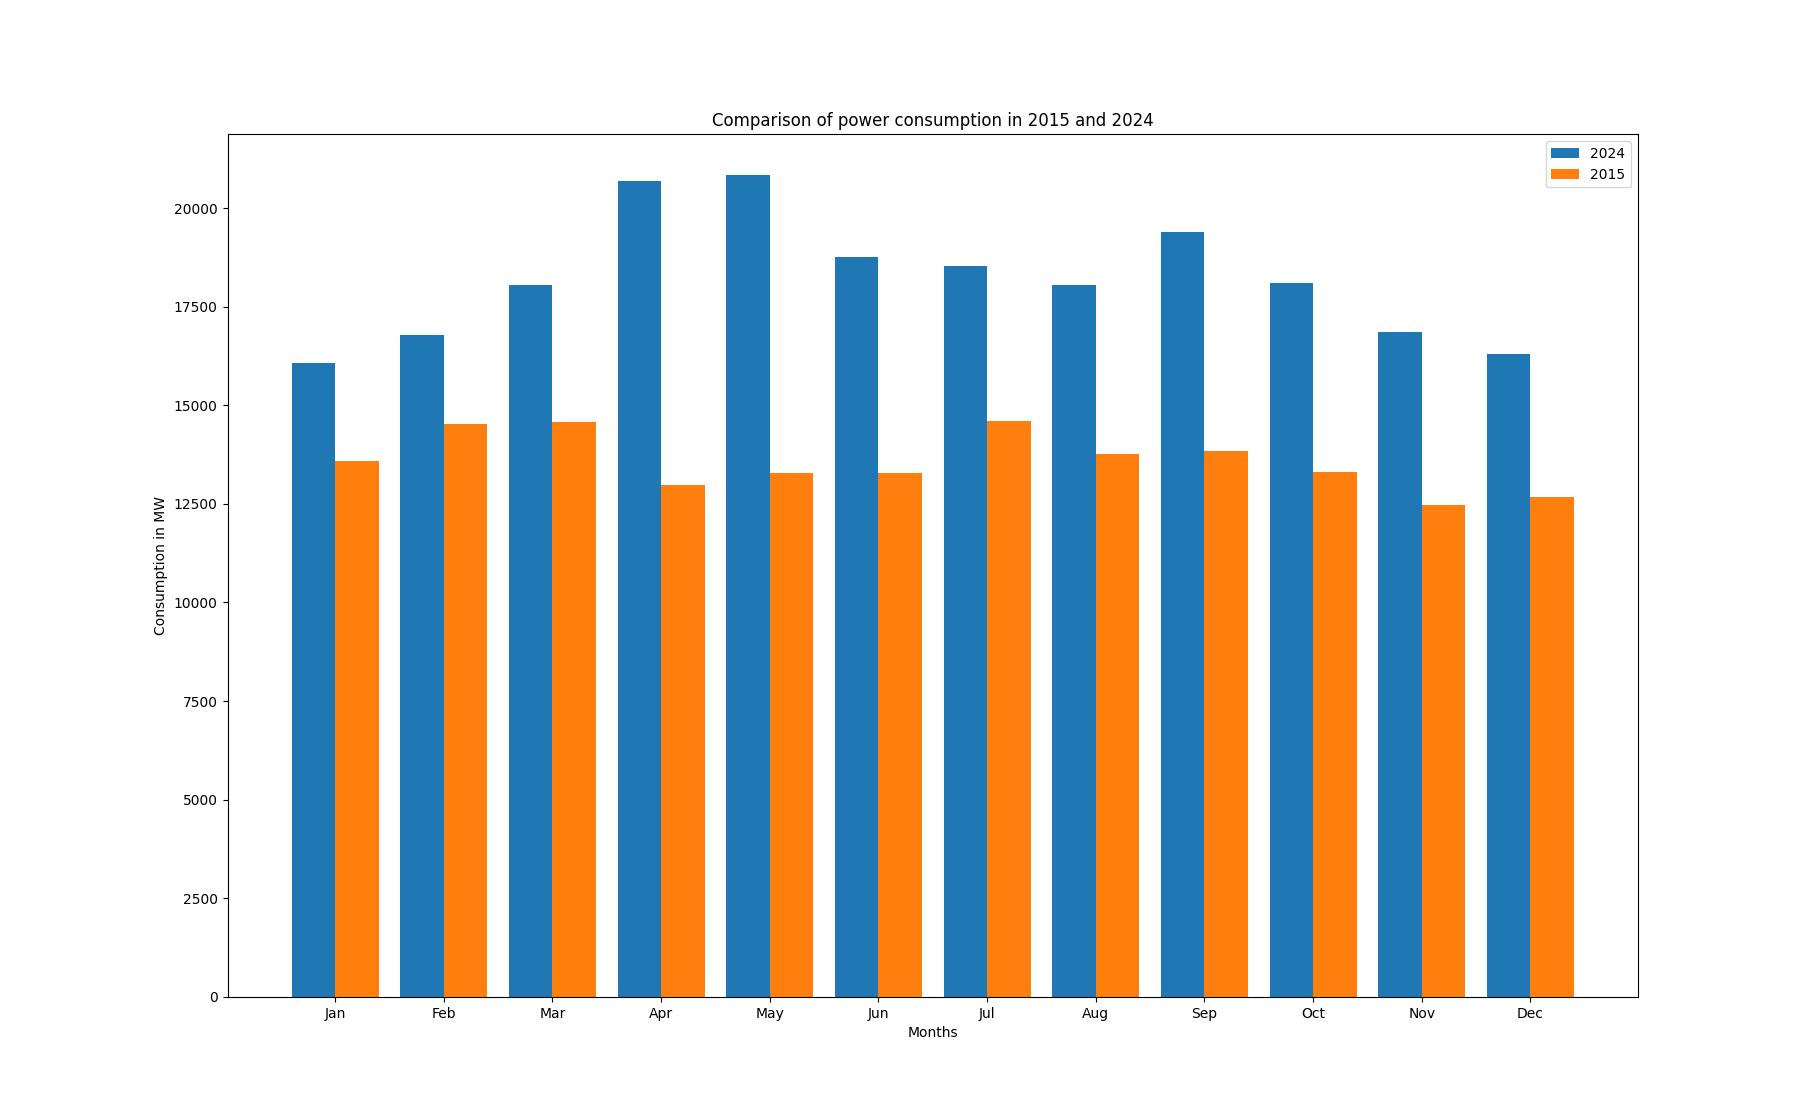 Comparison of power consumption in 2015 and 2024
2024
2015
20000
17500
15000
12500
10000
7500
5000
2500
0
Consumption in MW
Jan Feb Mar Apr May Jun Jul Aug Sep Oct Nov Dec
Months